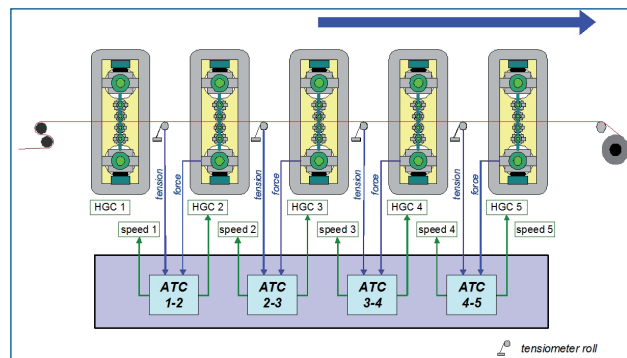 tension
force
tension
force
tension
force
tension
force
HGC 1
HGC 2
HGC 3
HGC 4
HGC 5
speed 1
speed 2
speed 3
speed 4
speed 5
ATC
1-2
ATC
2-3
ATC
3-4
ATC
4-5
tensiometer roll